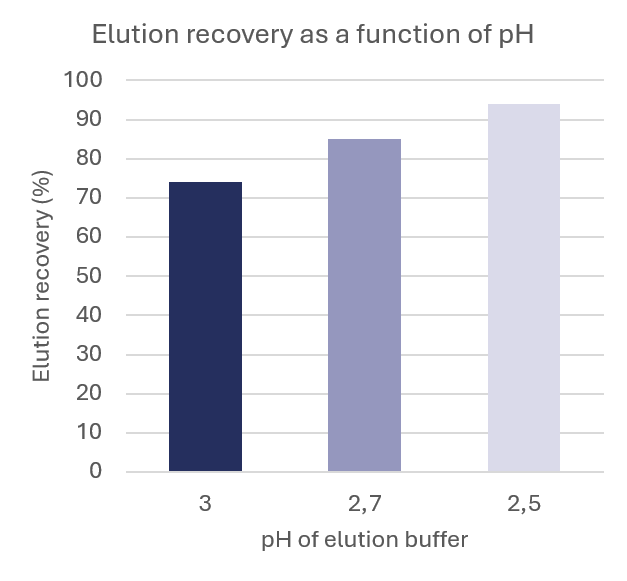 Elution recovery as a function of pH
100
90
80
70
60
50
40
30
20
10
0
Elution recovery (%)
3 2,7 2,5
pH of elution buffer